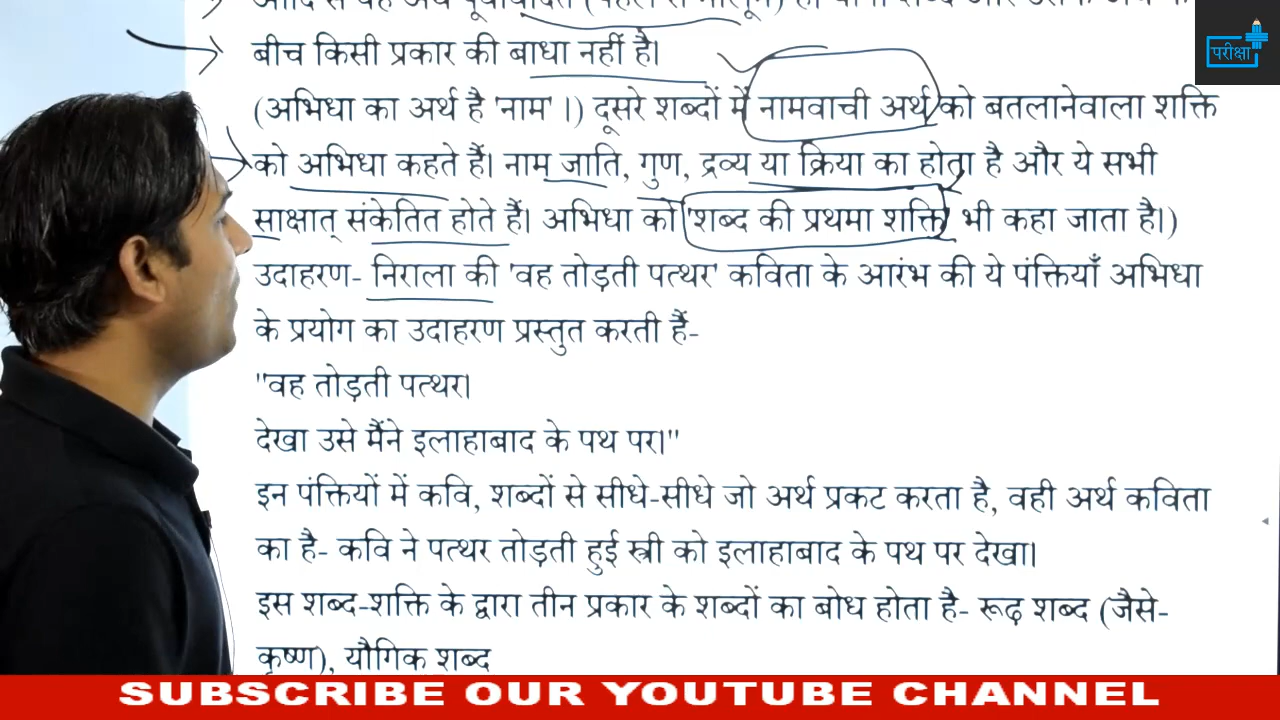 परीक्षा
बीच किसी प्रकार की बाधा नहीं है।
(अभिधा का अर्थ है 'नाम' ।) दूसरे शब्दों में नामवाची अर्थ को बतलानेवाला शक्ति
को अभिधा कहते हैं। नाम जाति, गुण, द्रव्य या क्रिया का होता है और ये सभी
साक्षात् संकेतित होते हैं। अभिधा को 'शब्द की प्रथमा शक्ति' भी कहा जाता है।)
उदाहरण- निराला की 'वह तोड़ती पत्थर' कविता के आरंभ की ये पंक्तियाँ अभिधा
के प्रयोग का उदाहरण प्रस्तुत करती हैं-
"वह तोड़ती पत्थर।
देखा उसे मैंने इलाहाबाद के पथ पर।"
इन पंक्तियों में कवि, शब्दों से सीधे-सीधे जो अर्थ प्रकट करता है, वही अर्थ कविता
का है- कवि ने पत्थर तोड़ती हुई स्त्री को इलाहाबाद के पथ पर देखा।
इस शब्द-शक्ति के द्वारा तीन प्रकार के शब्दों का बोध होता है- रूढ़ शब्द (जैसे-
कृष्ण), यौगिक शब्द
SUBSCRIBE OUR YOUTUBE CHANNEL